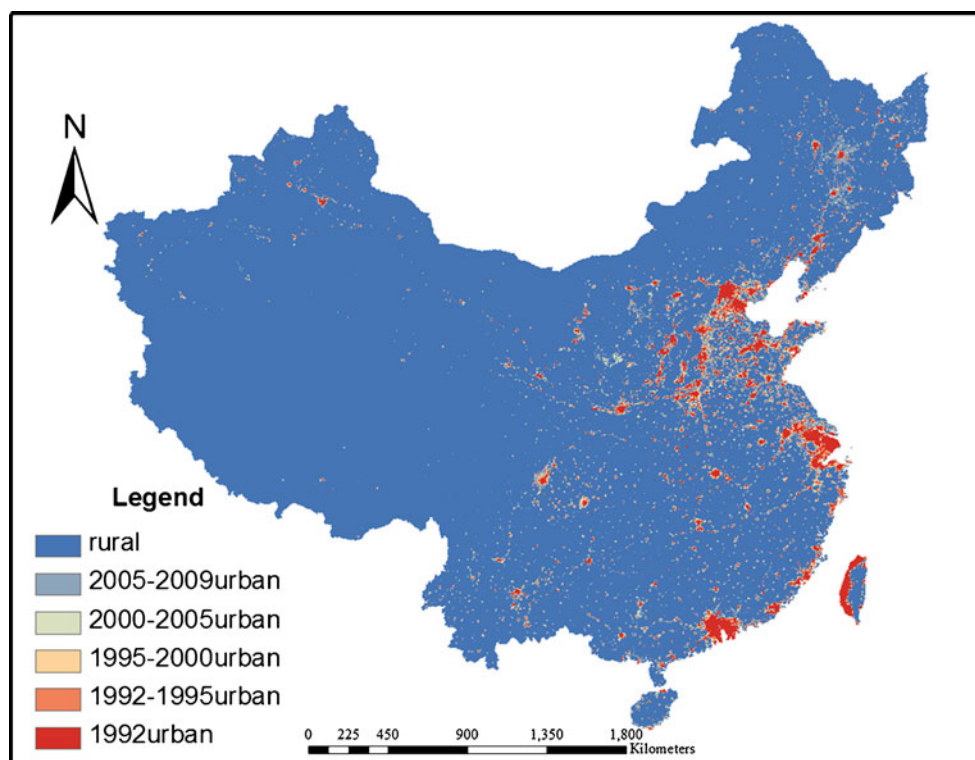 N
Legend
rural
2005-2009urban
2000-2005urban
1995-2000urban
1992-1995urban
1992urban
0 225 450 900 1,350 1,800
Kilometers